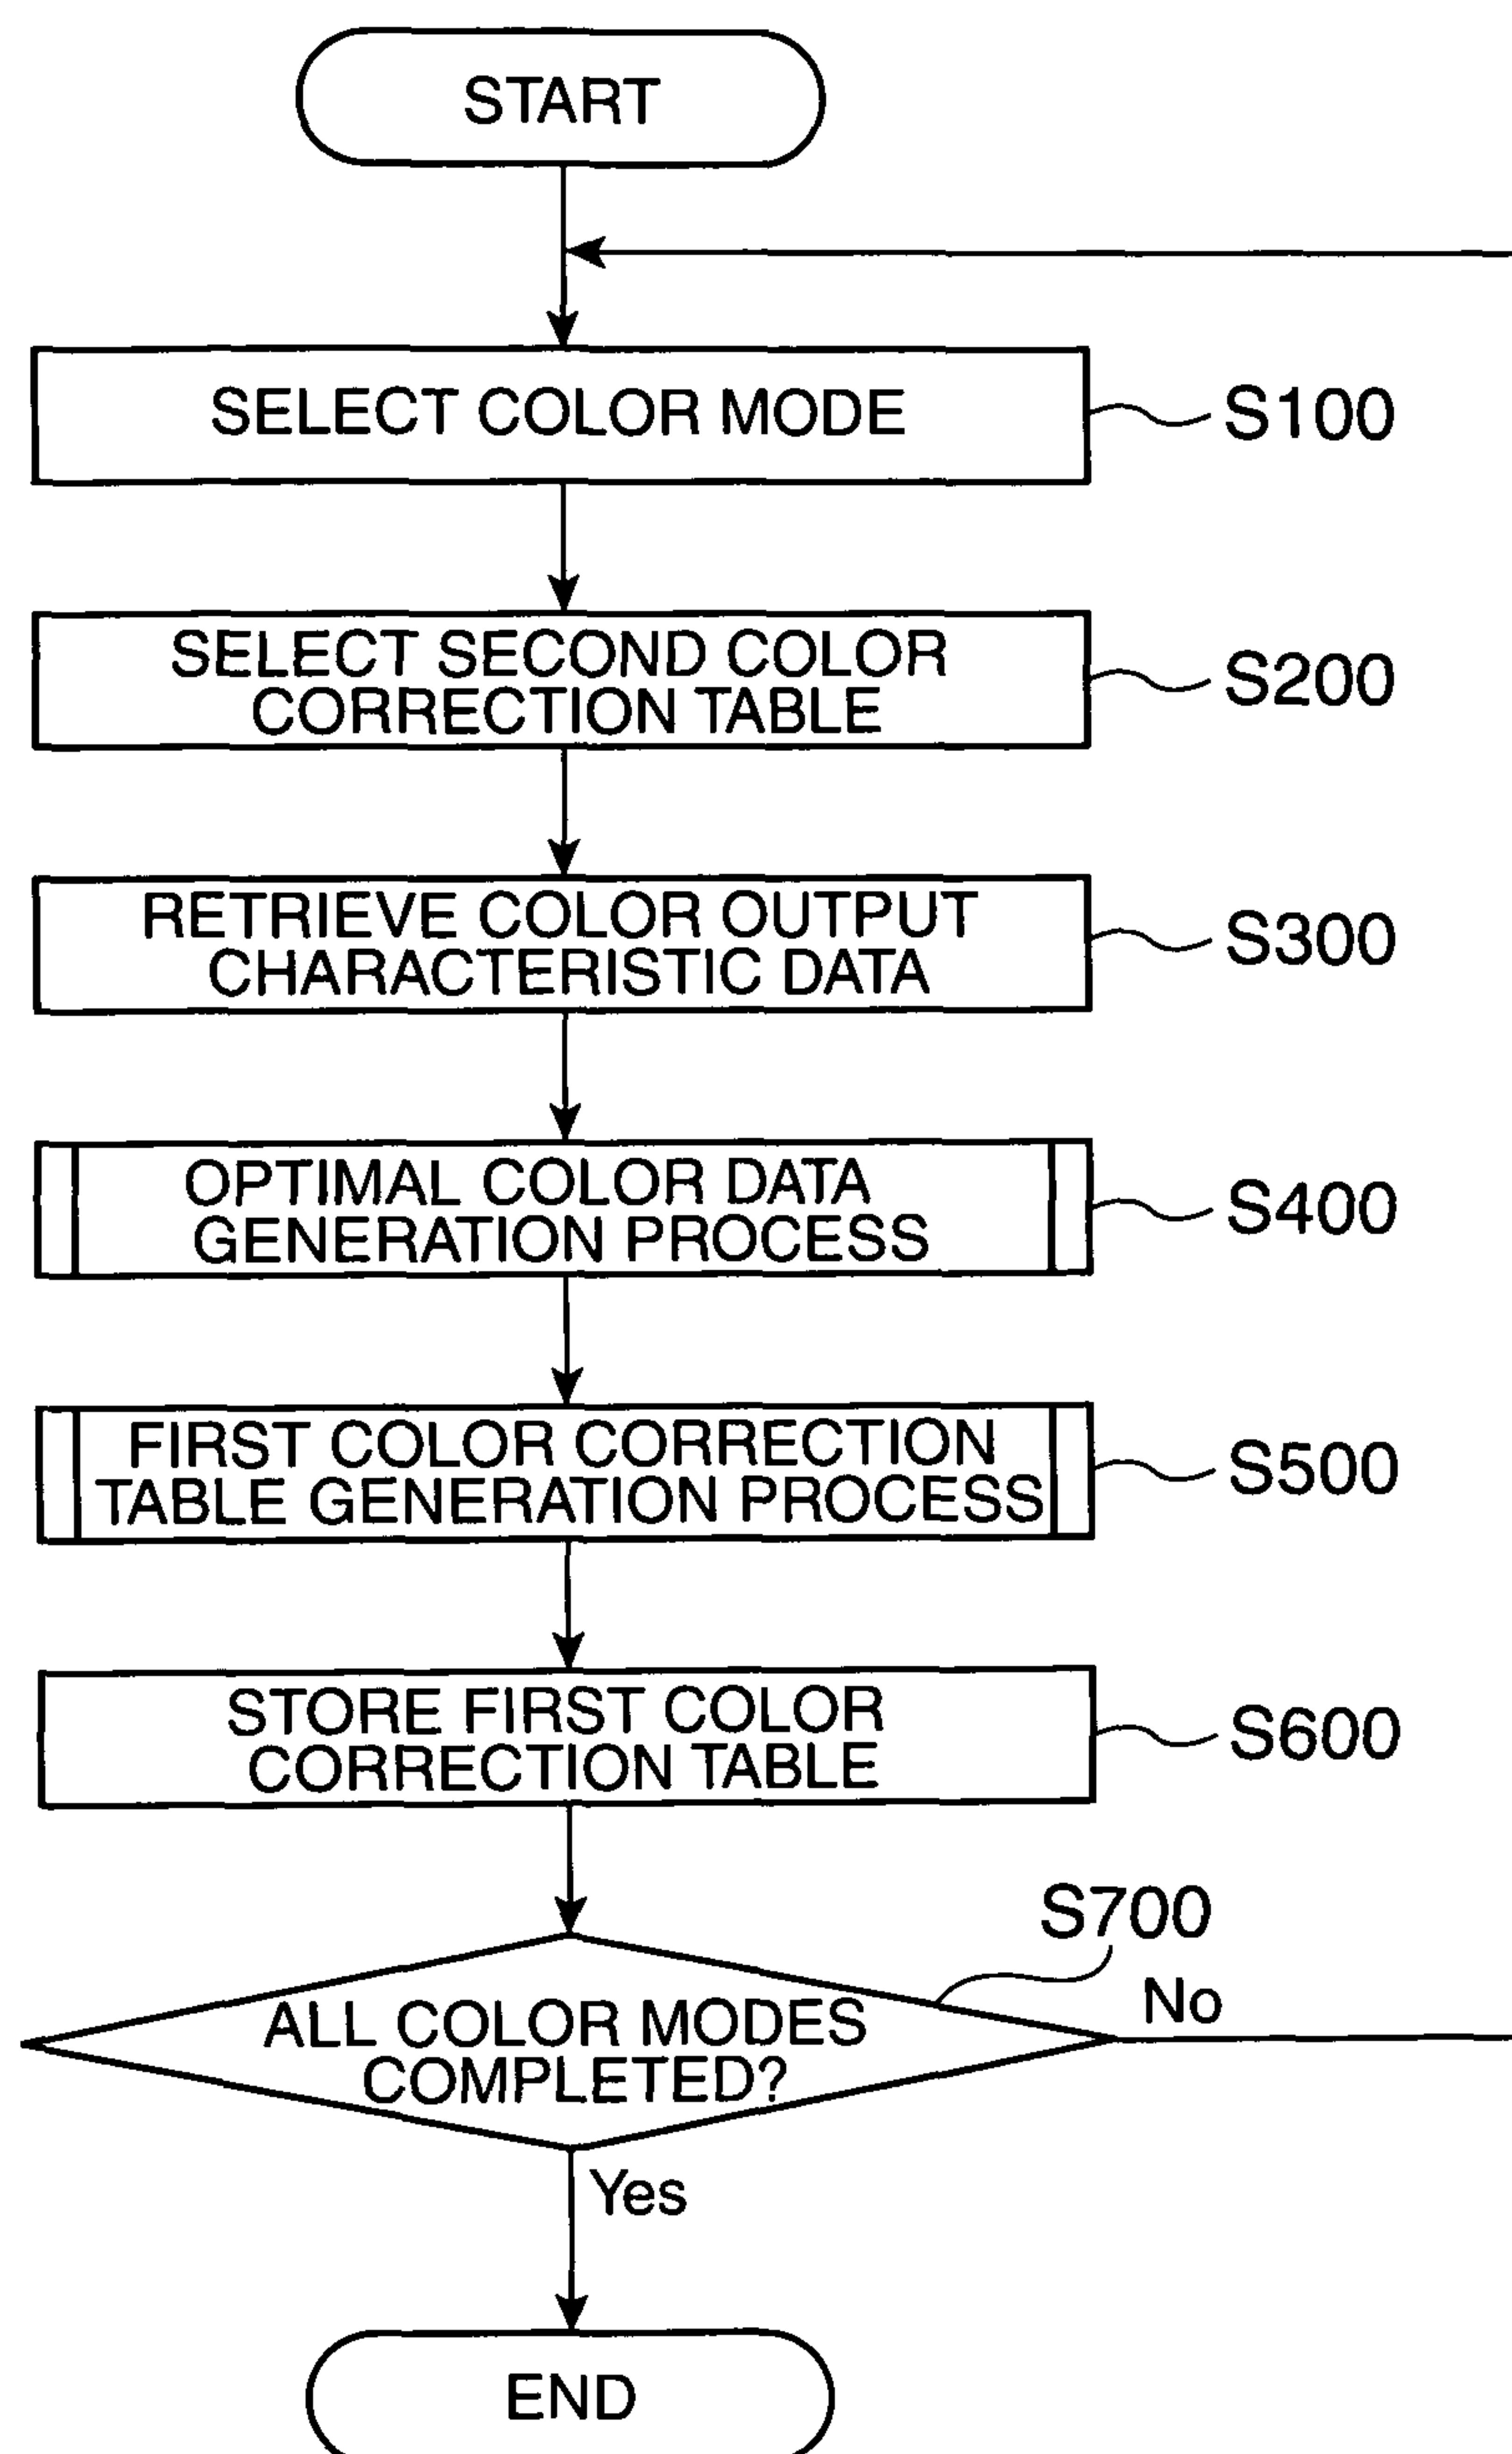 START
SELECT COLOR MODE
S100
SELECT SECOND COLOR
CORRECTION TABLE
S200
RETRIEVE COLOR OUTPUT
CHARACTERISTIC DATA
S300
OPTIMAL COLOR DATA
GENERATION PROCESS
S400
FIRST COLOR CORRECTION
TABLE GENERATION PROCESS
S500
STORE FIRST COLOR
CORRECTION TABLE
S600
S700
ALL COLOR MODES
COMPLETED?
No
Yes
END